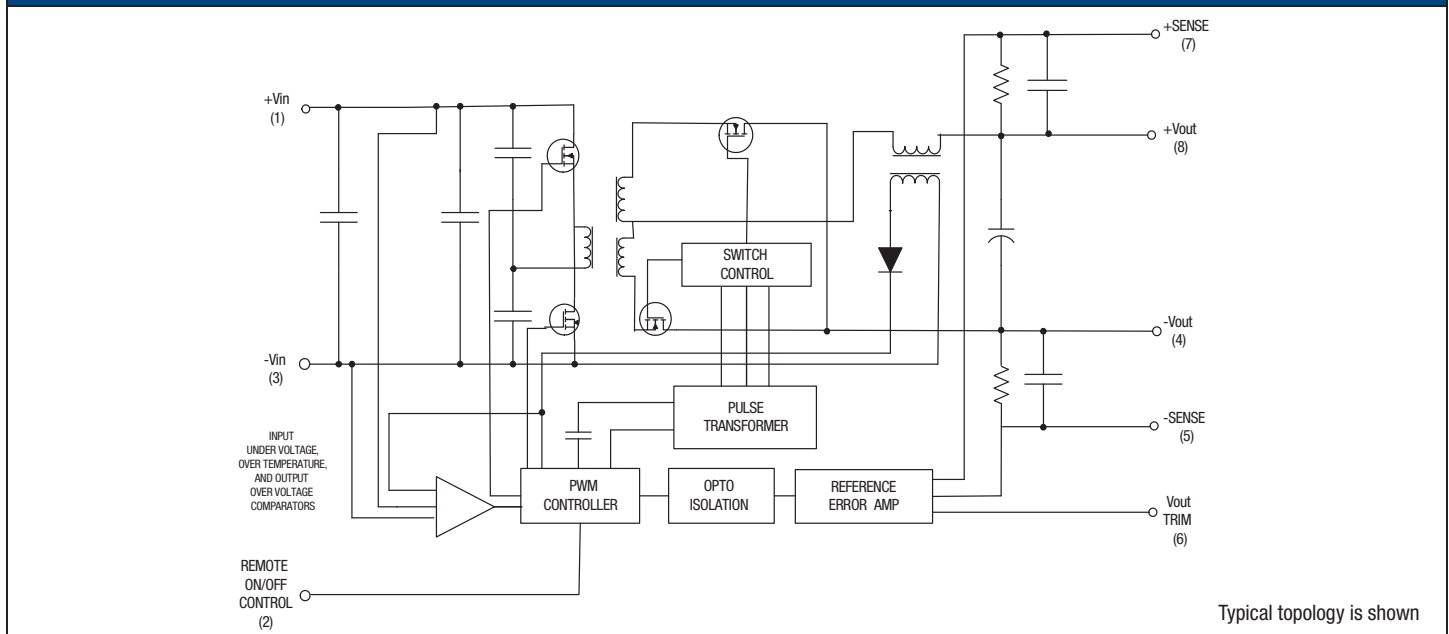 +SENSE
(7)
+Vin
(1)
+Vout
(8)
SWITCH
CONTROL
-Vout
(4)
-Vin
(3)
PULSE
TRANSFORMER
-SENSE
(5)
INPUT
UNDER VOLTAGE,
OVER TEMPERATURE,
AND OUTPUT
OVER VOLTAGE
COMPARATORS
PWM
CONTROLLER
OPTO
ISOLATION
REFERENCE
ERROR AMP
Vout
TRIM
(6)
REMOTE
ON/OFF
CONTROL
(2)
Typical topology is shown